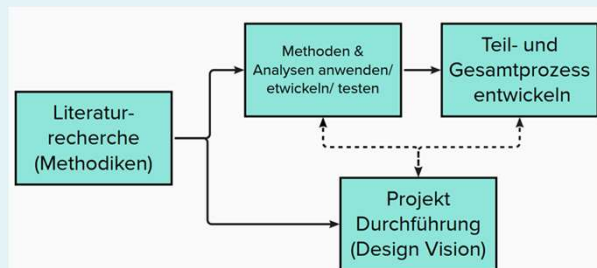 Literatur-
recherche
(Methodiken)
Methoden &
Analysen anwenden/
etwickeln/ testen
Teil- und
Gesamtprozess
entwickeln
Projekt
Durchführung
(Design Vision)